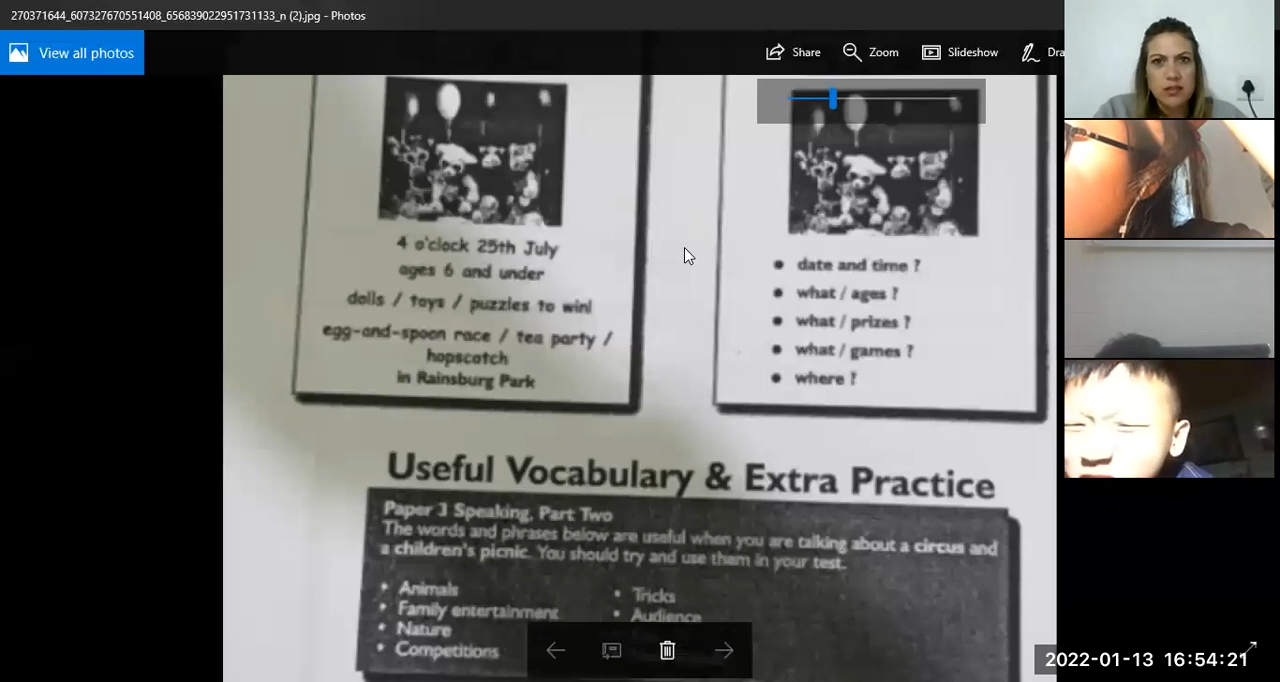 270371644_607327670551408_656839022951731133_n (2).jpg - Photos
View all photos
Share
Zoom
Slideshow
Dra
4 o'clock 25th July
ages 6 and under
dolls / toys / puzzles to win!
egg-and-spoon race / tea party /
hopscotch
in Rainsburg Park
• date and time ?
• what / ages ?
• what / prizes ?
• what / games ?
• where ?
Useful Vocabulary & Extra Practice
Paper 3 Speaking, Part Two
The words and phrases below are useful when you are talking about a circus and
a children's picnic. You should try and use them in your test.
• Animals
• Family entertainment
• Nature
• Competitions
• Tricks
• Audience
2022-01-13 16:54:21